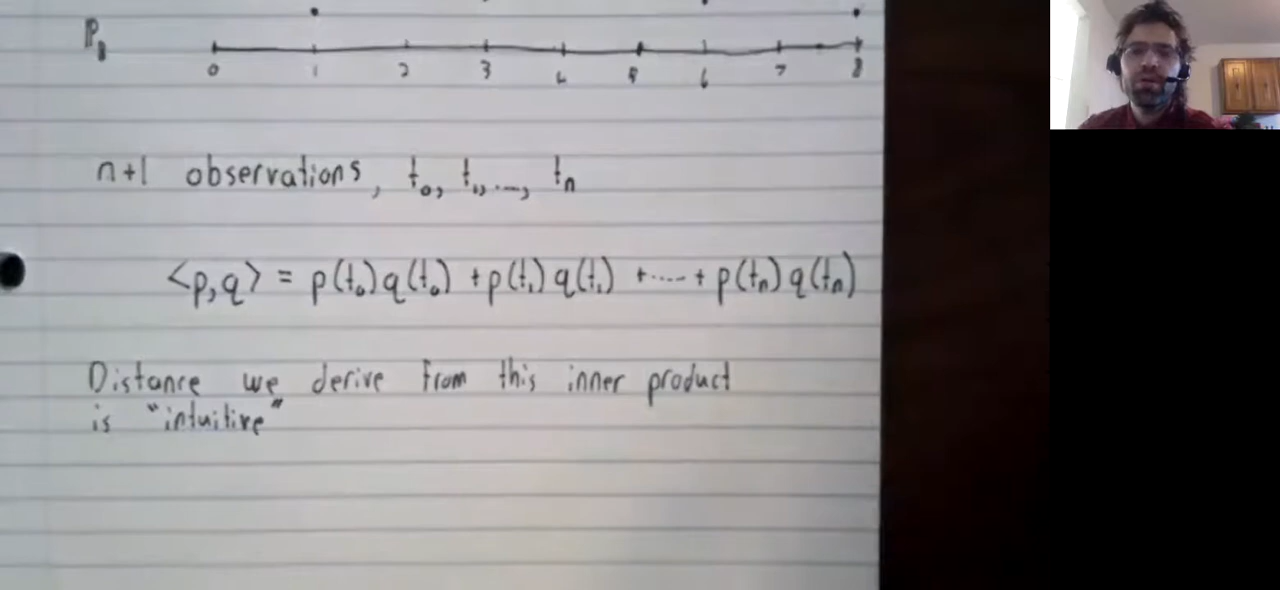 ℙ₈
0 1 2 3 4 5 6 7 8
n+1 observations, t₀, t₁, ..., tₙ
<p,q> = p(t₀)q(t₀) + p(t₁)q(t₁) + ..... + p(tₙ)q(tₙ)
Distance we derive from this inner product
is "intuitive"